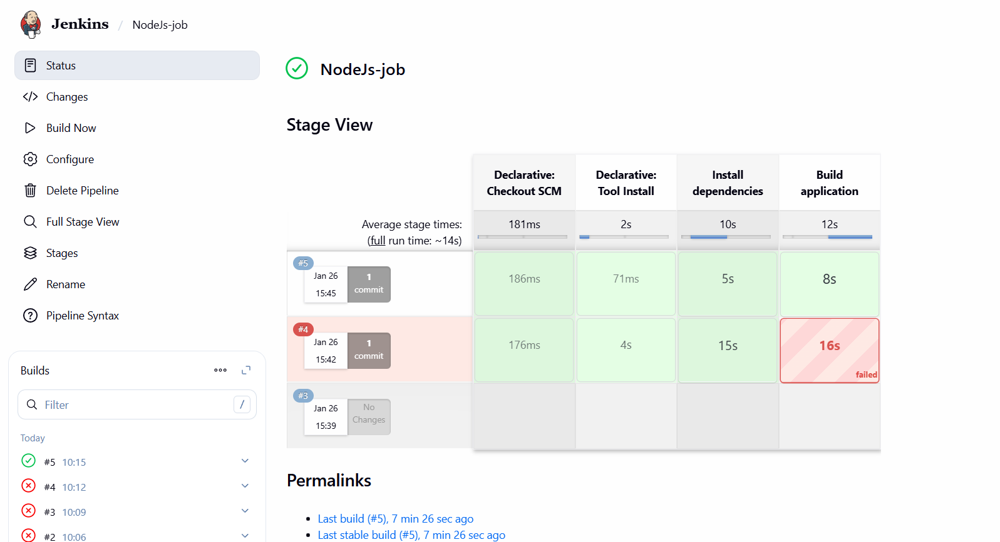 Jenkins / NodeJs-job
Status
Changes
Build Now
Configure
Delete Pipeline
Full Stage View
Stages
Rename
Pipeline Syntax
Builds
Filter /
Today
#5 10:15
#4 10:12
#3 10:09
#2 10:06
NodeJs-job
Stage View
Declarative: Checkout SCM
Declarative: Tool Install
Install dependencies
Build application
Average stage times:
(full run time: ~14s)
181ms 2s 10s 12s
#5
Jan 26
15:45
1
commit
186ms 71ms 5s 8s
#4
Jan 26
15:42
1
commit
176ms 4s 15s 16s
failed
#3
Jan 26
15:39
No
Changes
Permalinks
Last build (#5), 7 min 26 sec ago
Last stable build (#5), 7 min 26 sec ago